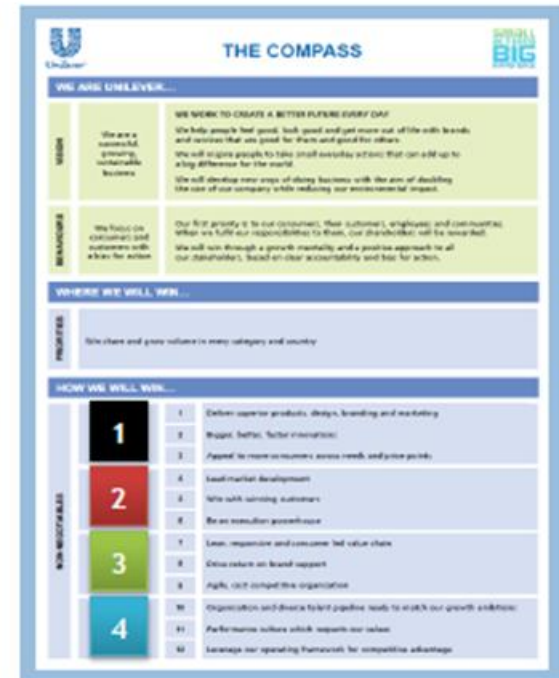 Unilever
THE COMPASS
SMALL
ACTIONS
BIG
DIFFERENCE
WE ARE UNILEVER...
VISION
We are a
successful,
growing,
sustainable
business
WE WORK TO CREATE A BETTER FUTURE EVERY DAY
We help people feel good, look good and get more out of life with brands
and services that are good for them and good for others.
We will inspire people to take small everyday actions that can add up to
a big difference for the world.
We will develop new ways of doing business with the aim of doubling
the size of our company while reducing our environmental impact.
BEHAVIOURS
We focus on
consumers and
customers with
a bias for action
Our first priority is to our consumers, then customers, employees and communities.
When we fulfil our responsibilities to them, our shareholders will be rewarded.
We will win through a growth mentality and a positive approach to all
our stakeholders, based on clear accountability and bias for action.
WHERE WE WILL WIN...
PRIORITIES
Win share and grow volume in every category and country
HOW WE WILL WIN...
NON-NEGOTIABLES
1
1 Deliver superior products, design, branding and marketing
2 Bigger, better, faster innovations
3 Appeal to more consumers across needs and price points
2
4 Lead market development
5 Win with winning customers
6 Be an execution powerhouse
3
7 Lean, responsive and consumer led value chain
8 Drive return on brand support
9 Agile, cost competitive organization
4
10 Organization and diverse talent pipeline ready to match our growth ambitions
11 Performance culture which respects our values
12 Leverage our operating framework for competitive advantage